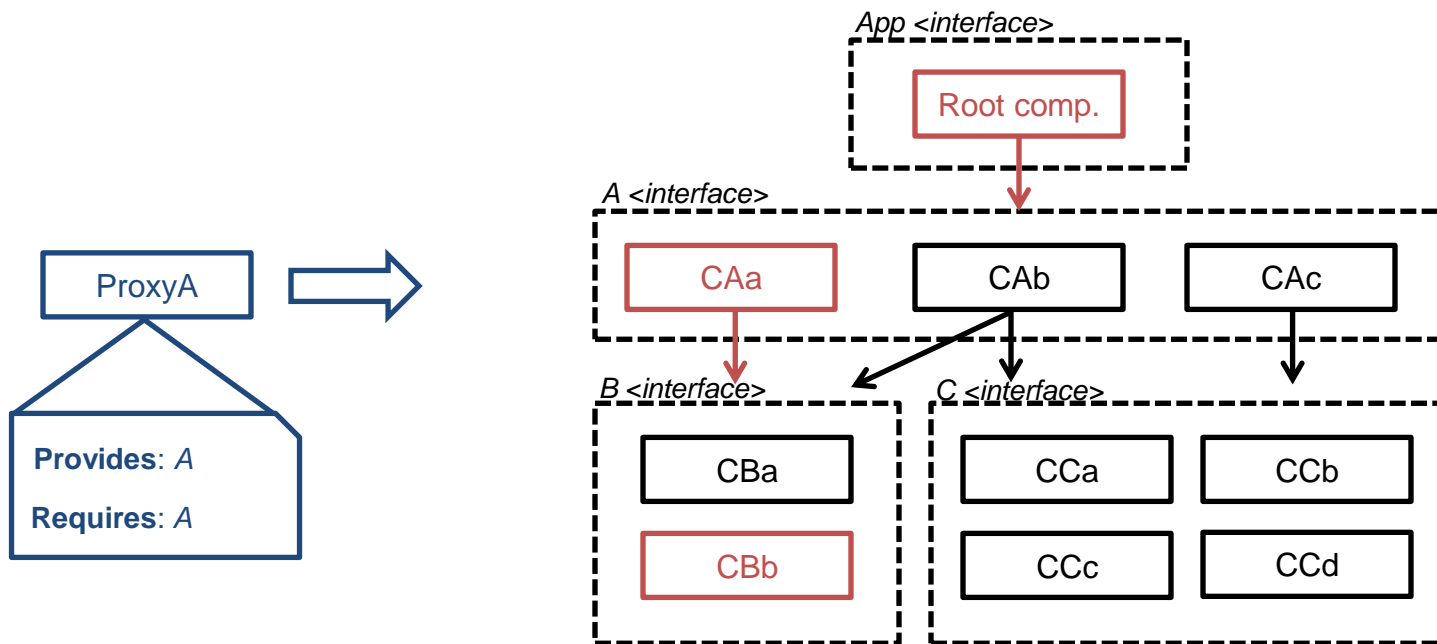 App <interface>
Root comp.
A <interface>
CAa
CAb
CAc
ProxyA
Provides: A
Requires: A
B <interface>
C <interface>
CBa
CCa
CCb
CBb
CCc
CCd